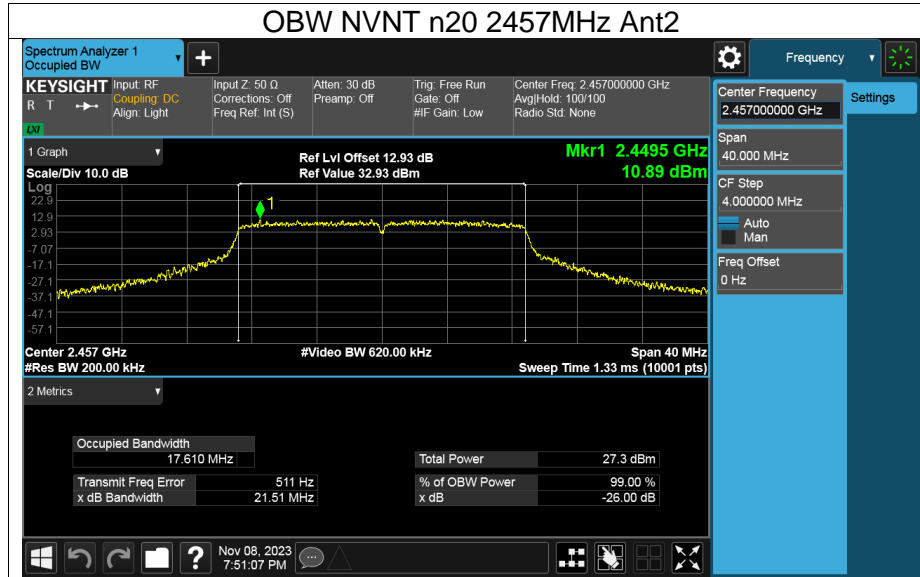 OBW NVNT n20 2457MHz Ant2
Spectrum Analyzer 1
Occupied BW
+
Frequency
KEYSIGHT
R T
LXI
Input: RF
Coupling: DC
Align: Light
Input Z: 50 Ω
Corrections: Off
Freq Ref: Int (S)
Atten: 30 dB
Preamp: Off
Trig: Free Run
Gate: Off
#IF Gain: Low
Center Freq: 2.457000000 GHz
Avg|Hold: 100/100
Radio Std: None
Center Frequency
2.457000000 GHz
Settings
Span
40.000 MHz
CF Step
4.000000 MHz
Auto
Man
Freq Offset
0 Hz
1 Graph
Scale/Div 10.0 dB
Ref Lvl Offset 12.93 dB
Ref Value 32.93 dBm
Mkr1 2.4495 GHz
10.89 dBm
Log
22.9
12.9
2.93
-7.07
-17.1
-27.1
-37.1
-47.1
-57.1
1
Center 2.457 GHz
#Res BW 200.00 kHz
#Video BW 620.00 kHz
Span 40 MHz
Sweep Time 1.33 ms (10001 pts)
2 Metrics
Occupied Bandwidth
17.610 MHz
Total Power 27.3 dBm
Transmit Freq Error 511 Hz
% of OBW Power 99.00 %
x dB Bandwidth 21.51 MHz
x dB -26.00 dB
?
Nov 08, 2023
7:51:07 PM